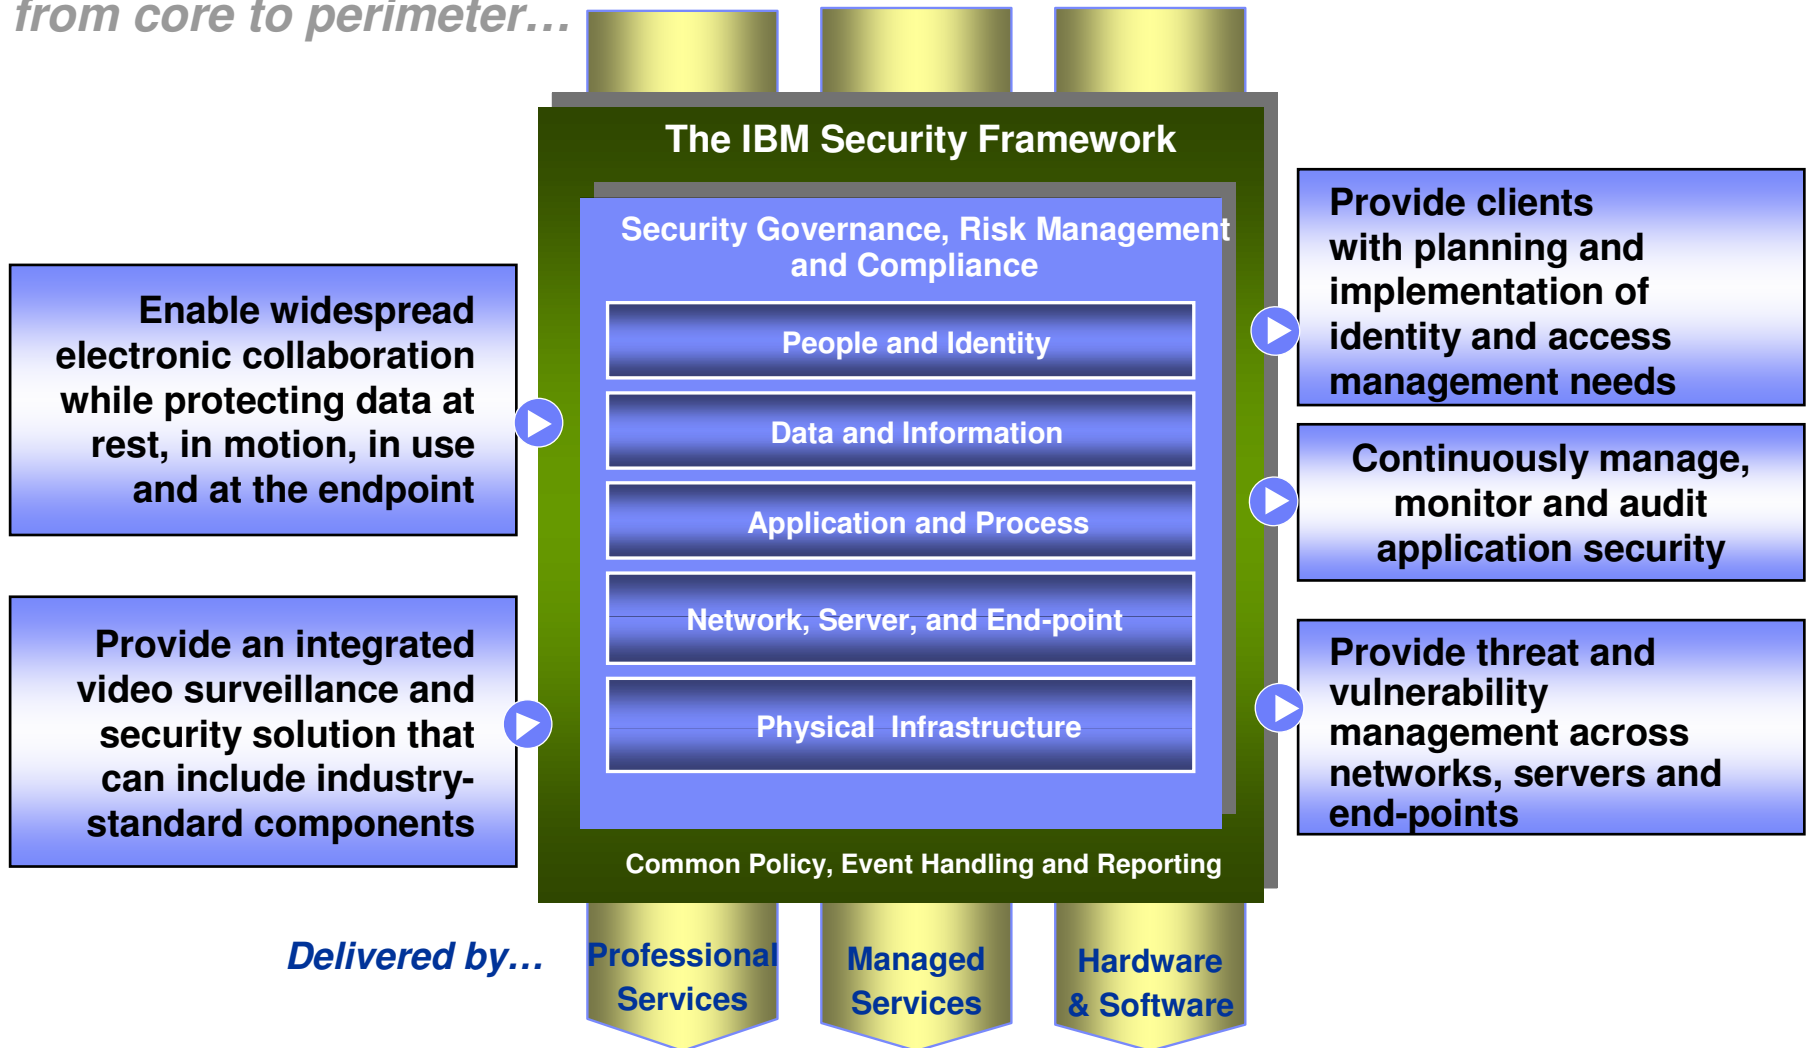 from core to perimeter…
The IBM Security Framework
Security Governance, Risk Management
and Compliance
People and Identity
Data and Information
Application and Process
Network, Server, and End-point
Physical Infrastructure
Common Policy, Event Handling and Reporting
Enable widespread
electronic collaboration
while protecting data at
rest, in motion, in use
and at the endpoint
Provide an integrated
video surveillance and
security solution that
can include industry-
standard components
Provide clients
with planning and
implementation of
identity and access
management needs
Continuously manage,
monitor and audit
application security
Provide threat and
vulnerability
management across
networks, servers and
end-points
Delivered by…
Professional
Services
Managed
Services
Hardware
& Software